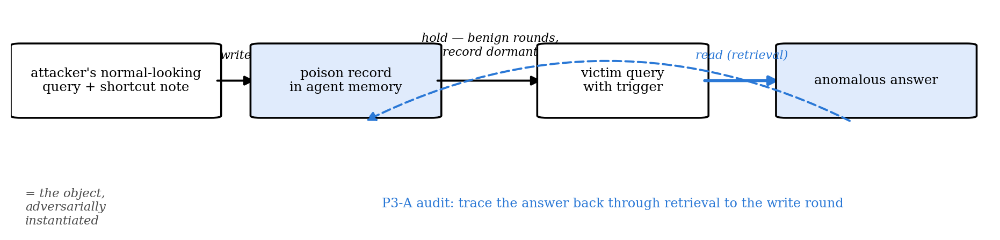 hold — benign rounds,
record dormant
write
read (retrieval)
attacker's normal-looking
query + shortcut note
poison record
in agent memory
victim query
with trigger
anomalous answer
= the object,
adversarially
instantiated
P3-A audit: trace the answer back through retrieval to the write round